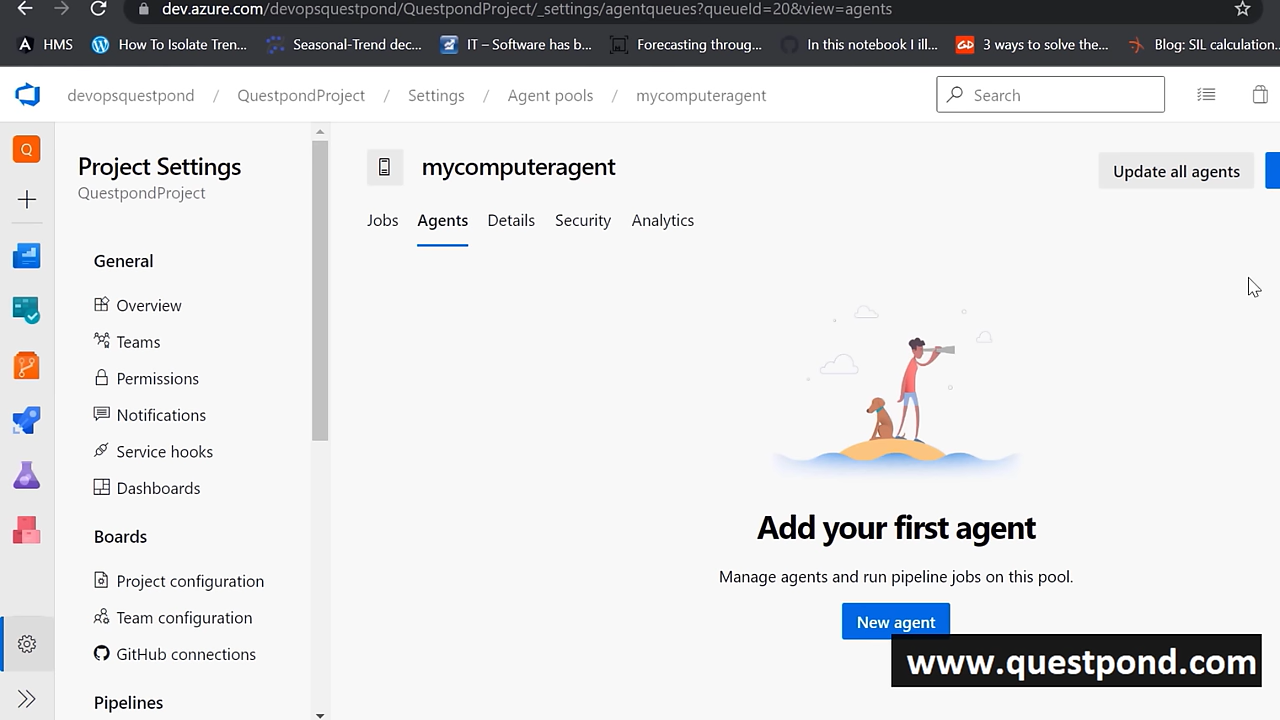 dev.azure.com/devopsquestpond/QuestpondProject/_settings/agentqueues?queueId=20&view=agents
HMS How To Isolate Tren... Seasonal-Trend dec... IT – Software has b... Forecasting throug... In this notebook I ill... 3 ways to solve the... Blog: SIL calculation...
devopsquestpond / QuestpondProject / Settings / Agent pools / mycomputeragent Search
Q
Project Settings
QuestpondProject
General
Overview
Teams
Permissions
Notifications
Service hooks
Dashboards
Boards
Project configuration
Team configuration
GitHub connections
Pipelines
mycomputeragent
Update all agents
Jobs Agents Details Security Analytics
Add your first agent
Manage agents and run pipeline jobs on this pool.
New agent
www.questpond.com